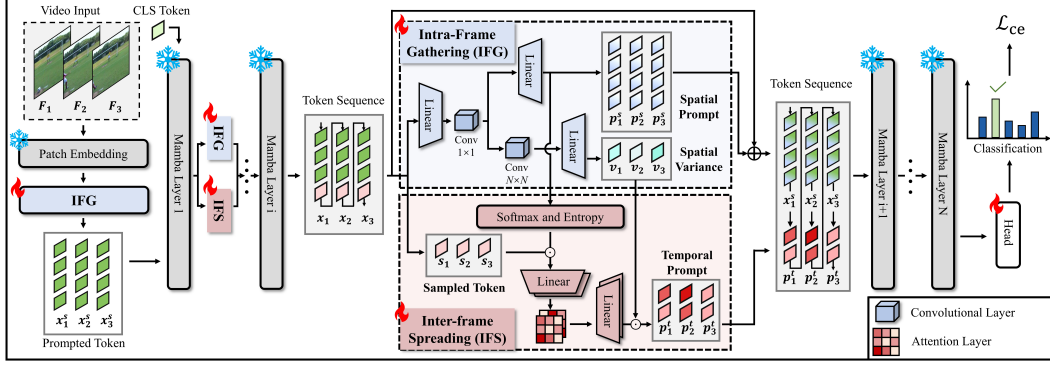 Video Input
CLS Token
F₁ F₂ F₃
Patch Embedding
IFG
x₁ˢ x₂ˢ x₃ˢ
Prompted Token
Mamba Layer 1
IFG
IFS
Mamba Layer i
Token Sequence
x₁ x₂ x₃
Intra-Frame
Gathering (IFG)
Linear
Conv
1×1
Linear
Conv
N×N
Linear
p₁ˢ p₂ˢ p₃ˢ
Spatial
Prompt
v₁ v₂ v₃
Spatial
Variance
Softmax and Entropy
s₁ s₂ s₃
Sampled Token
Linear
Linear
Temporal
Prompt
p₁ᵗ p₂ᵗ p₃ᵗ
Inter-frame
Spreading (IFS)
Token Sequence
x₁ˢ x₂ˢ x₃ˢ
p₁ᵗ p₂ᵗ p₃ᵗ
Mamba Layer i+1
Mamba Layer N
ℒce
Classification
Head
Convolutional Layer
Attention Layer